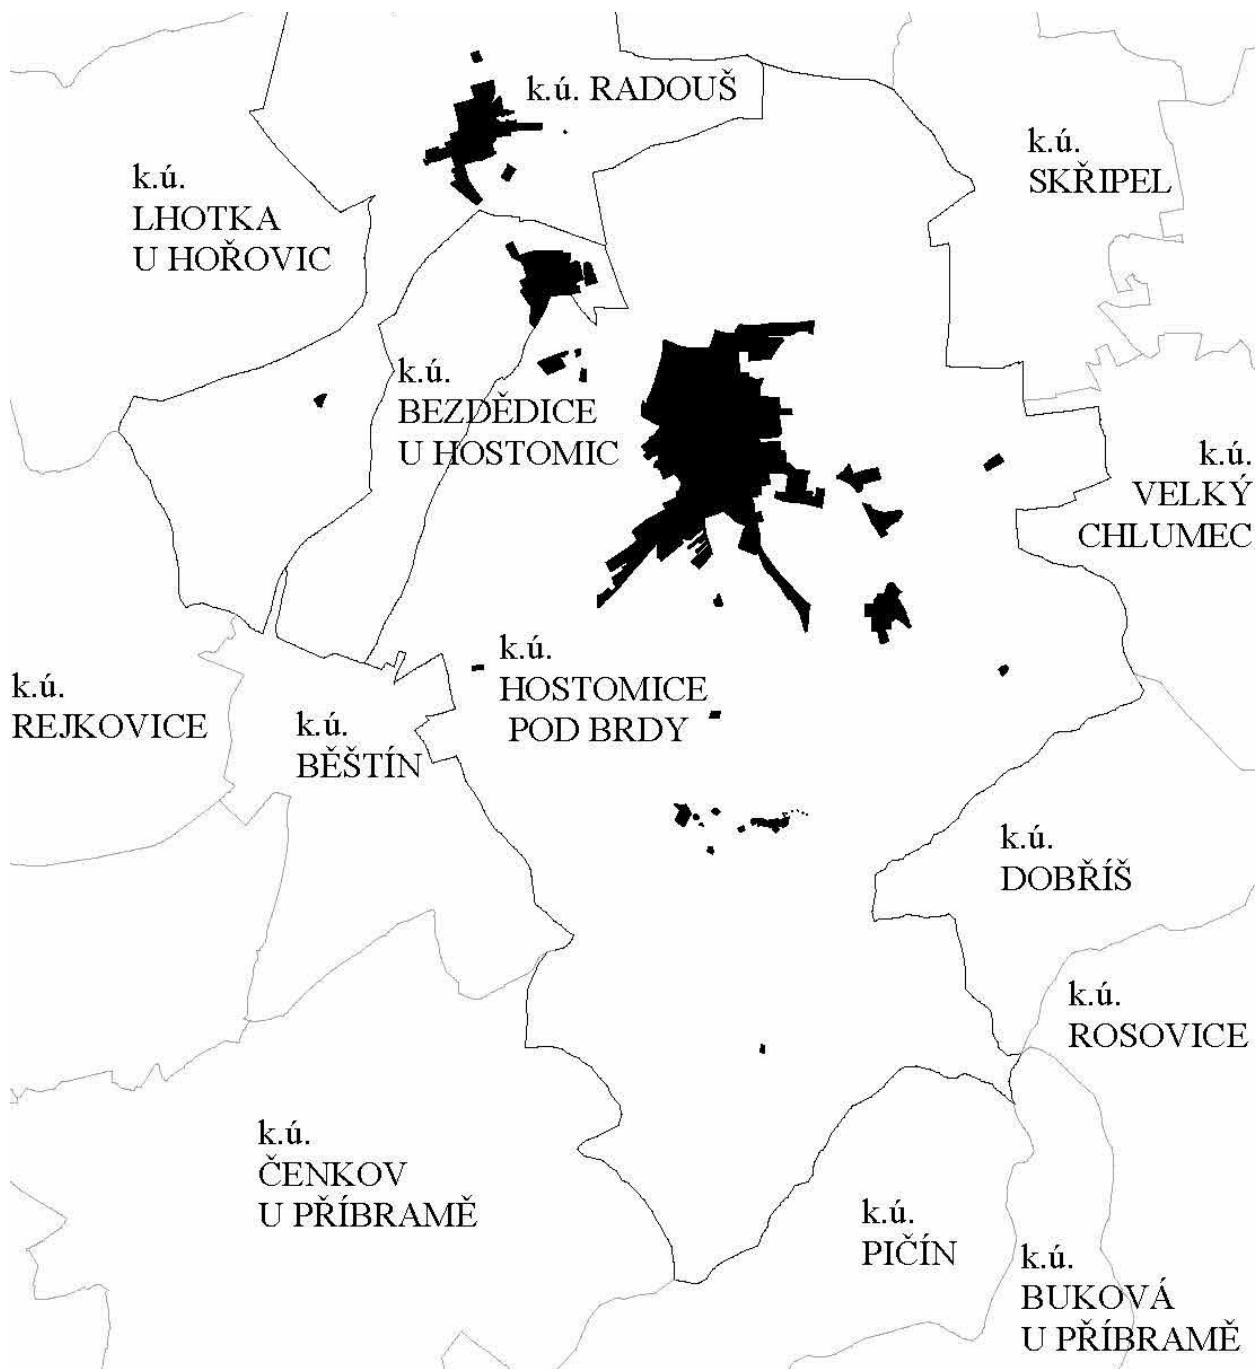 k.ú. RADOUŠ
k.ú.
SKŘIPEL
k.ú.
LHOTKA
U HOŘOVIC
k.ú.
BEZDĚDICE
U HOSTOMIC
k.ú.
VELKÝ
CHLUMEC
k.ú.
HOSTOMICE
POD BRDY
k.ú.
REJKOVICE
k.ú.
BĚŠTÍN
k.ú.
DOBŘÍŠ
k.ú.
ROSOVICE
k.ú.
ČENKOV
U PŘÍBRAMĚ
k.ú.
PIČÍN
k.ú.
BUKOVÁ
U PŘÍBRAMĚ